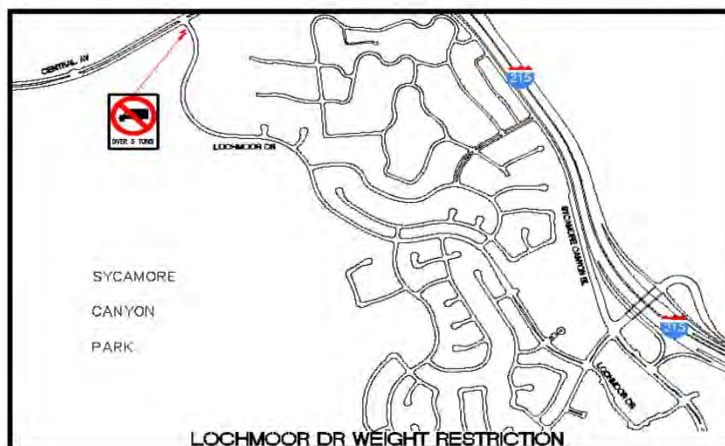 CENTRAL AV
215
OVER 5 TONS
LOCHMOOR DR
SYCAMORE CANYON BL
SYCAMORE
CANYON
PARK
215
LOCHMOOR DR
LOCHMOOR DR WEIGHT RESTRICTION